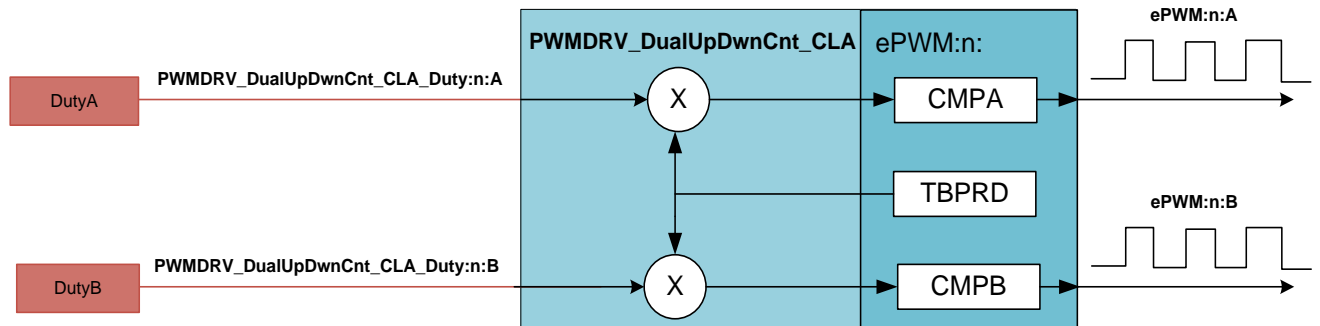 ePWM:n:A
PWMDRV_DualUpDwnCnt_CLA
ePWM:n:
PWMDRV_DualUpDwnCnt_CLA_Duty:n:A
DutyA
X
CMPA
TBPRD
ePWM:n:B
PWMDRV_DualUpDwnCnt_CLA_Duty:n:B
DutyB
X
CMPB